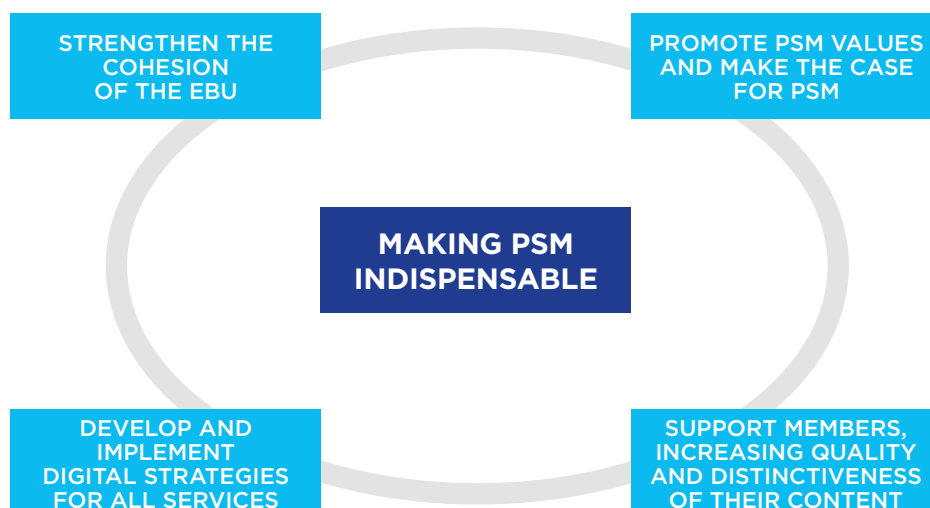 STRENGTHEN THE
COHESION
OF THE EBU
PROMOTE PSM VALUES
AND MAKE THE CASE
FOR PSM
MAKING PSM
INDISPENSABLE
DEVELOP AND
IMPLEMENT
DIGITAL STRATEGIES
FOR ALL SERVICES
SUPPORT MEMBERS,
INCREASING QUALITY
AND DISTINCTIVENESS
OF THEIR CONTENT